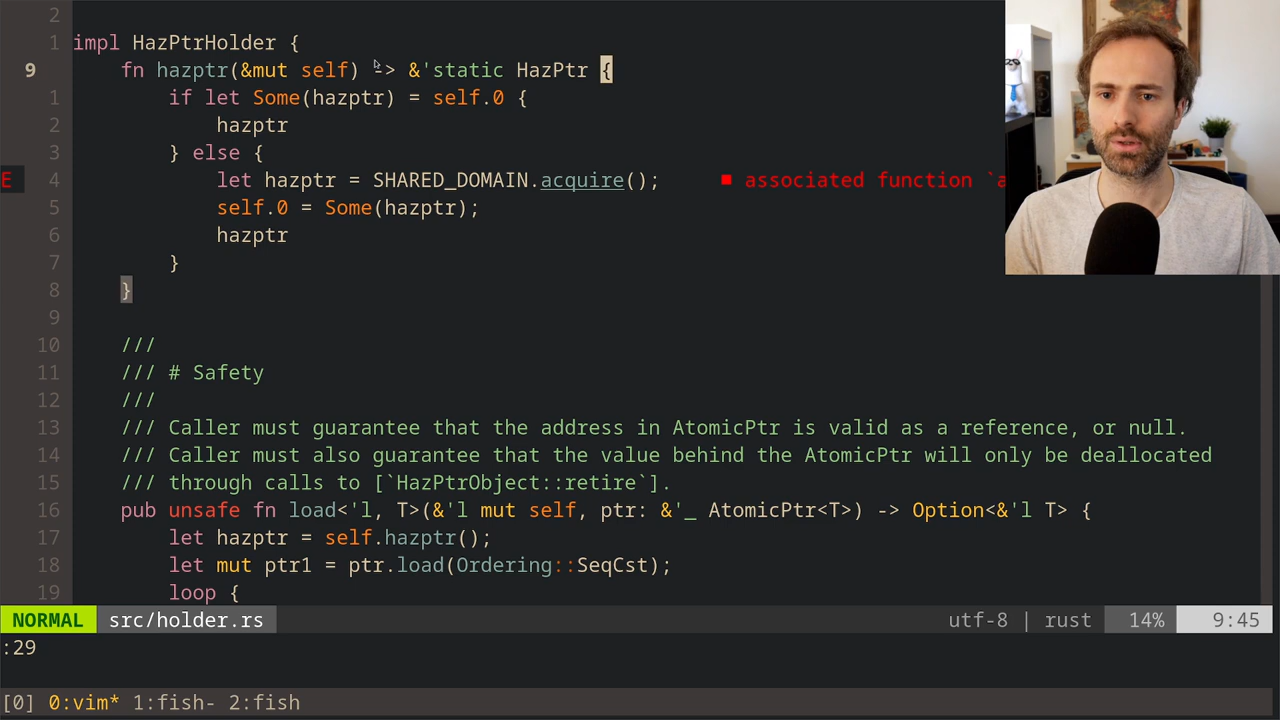 2
1 impl HazPtrHolder {
9 fn hazptr(&mut self) -> &'static HazPtr {
1 if let Some(hazptr) = self.0 {
2 hazptr
3 } else {
E 4 let hazptr = SHARED_DOMAIN.acquire(); ■ associated function `a
5 self.0 = Some(hazptr);
6 hazptr
7 }
8 }
9
10 ///
11 /// # Safety
12 ///
13 /// Caller must guarantee that the address in AtomicPtr is valid as a reference, or null.
14 /// Caller must also guarantee that the value behind the AtomicPtr will only be deallocated
15 /// through calls to [`HazPtrObject::retire`].
16 pub unsafe fn load<'l, T>(&'l mut self, ptr: &'_ AtomicPtr<T>) -> Option<&'l T> {
17 let hazptr = self.hazptr();
18 let mut ptr1 = ptr.load(Ordering::SeqCst);
19 loop {
NORMAL src/holder.rs utf-8 | rust 14% 9:45
:29
[0] 0:vim* 1:fish- 2:fish